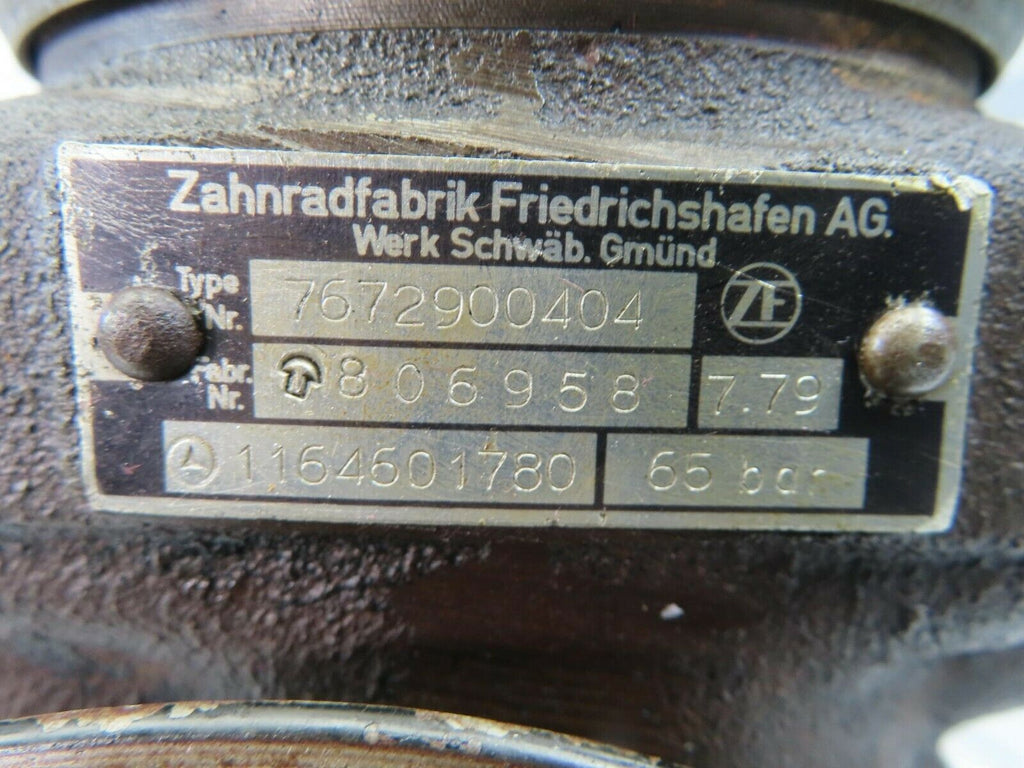 Zahnradfabrik Friedrichshafen AG.
Werk Schwäb. Gmünd
Type Nr. 7672900404 ZF
Fabr. Nr. 806958 7.79
1164601780 65 bar